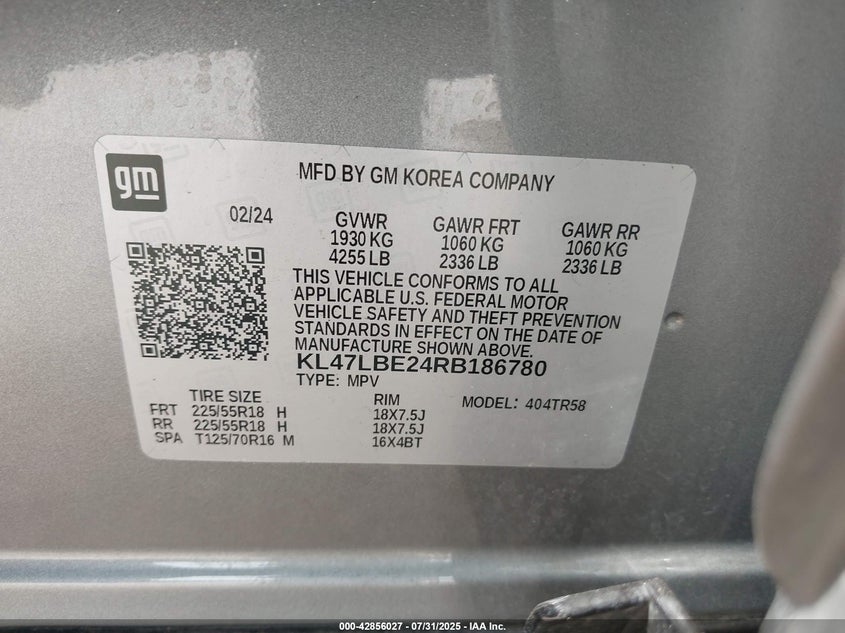 gm
MFD BY GM KOREA COMPANY
02/24
GVWR
1930 KG
4255 LB
GAWR FRT
1060 KG
2336 LB
GAWR RR
1060 KG
2336 LB
THIS VEHICLE CONFORMS TO ALL
APPLICABLE U.S. FEDERAL MOTOR
VEHICLE SAFETY AND THEFT PREVENTION
STANDARDS IN EFFECT ON THE DATE OF
MANUFACTURE SHOWN ABOVE.
KL47LBE24RB186780
TYPE: MPV
TIRE SIZE RIM MODEL: 404TR58
FRT 225/55R18 H 18X7.5J
RR 225/55R18 H 18X7.5J
SPA T125/70R16 M 16X4BT
000-42856027 - 07/31/2025 - IAA Inc.